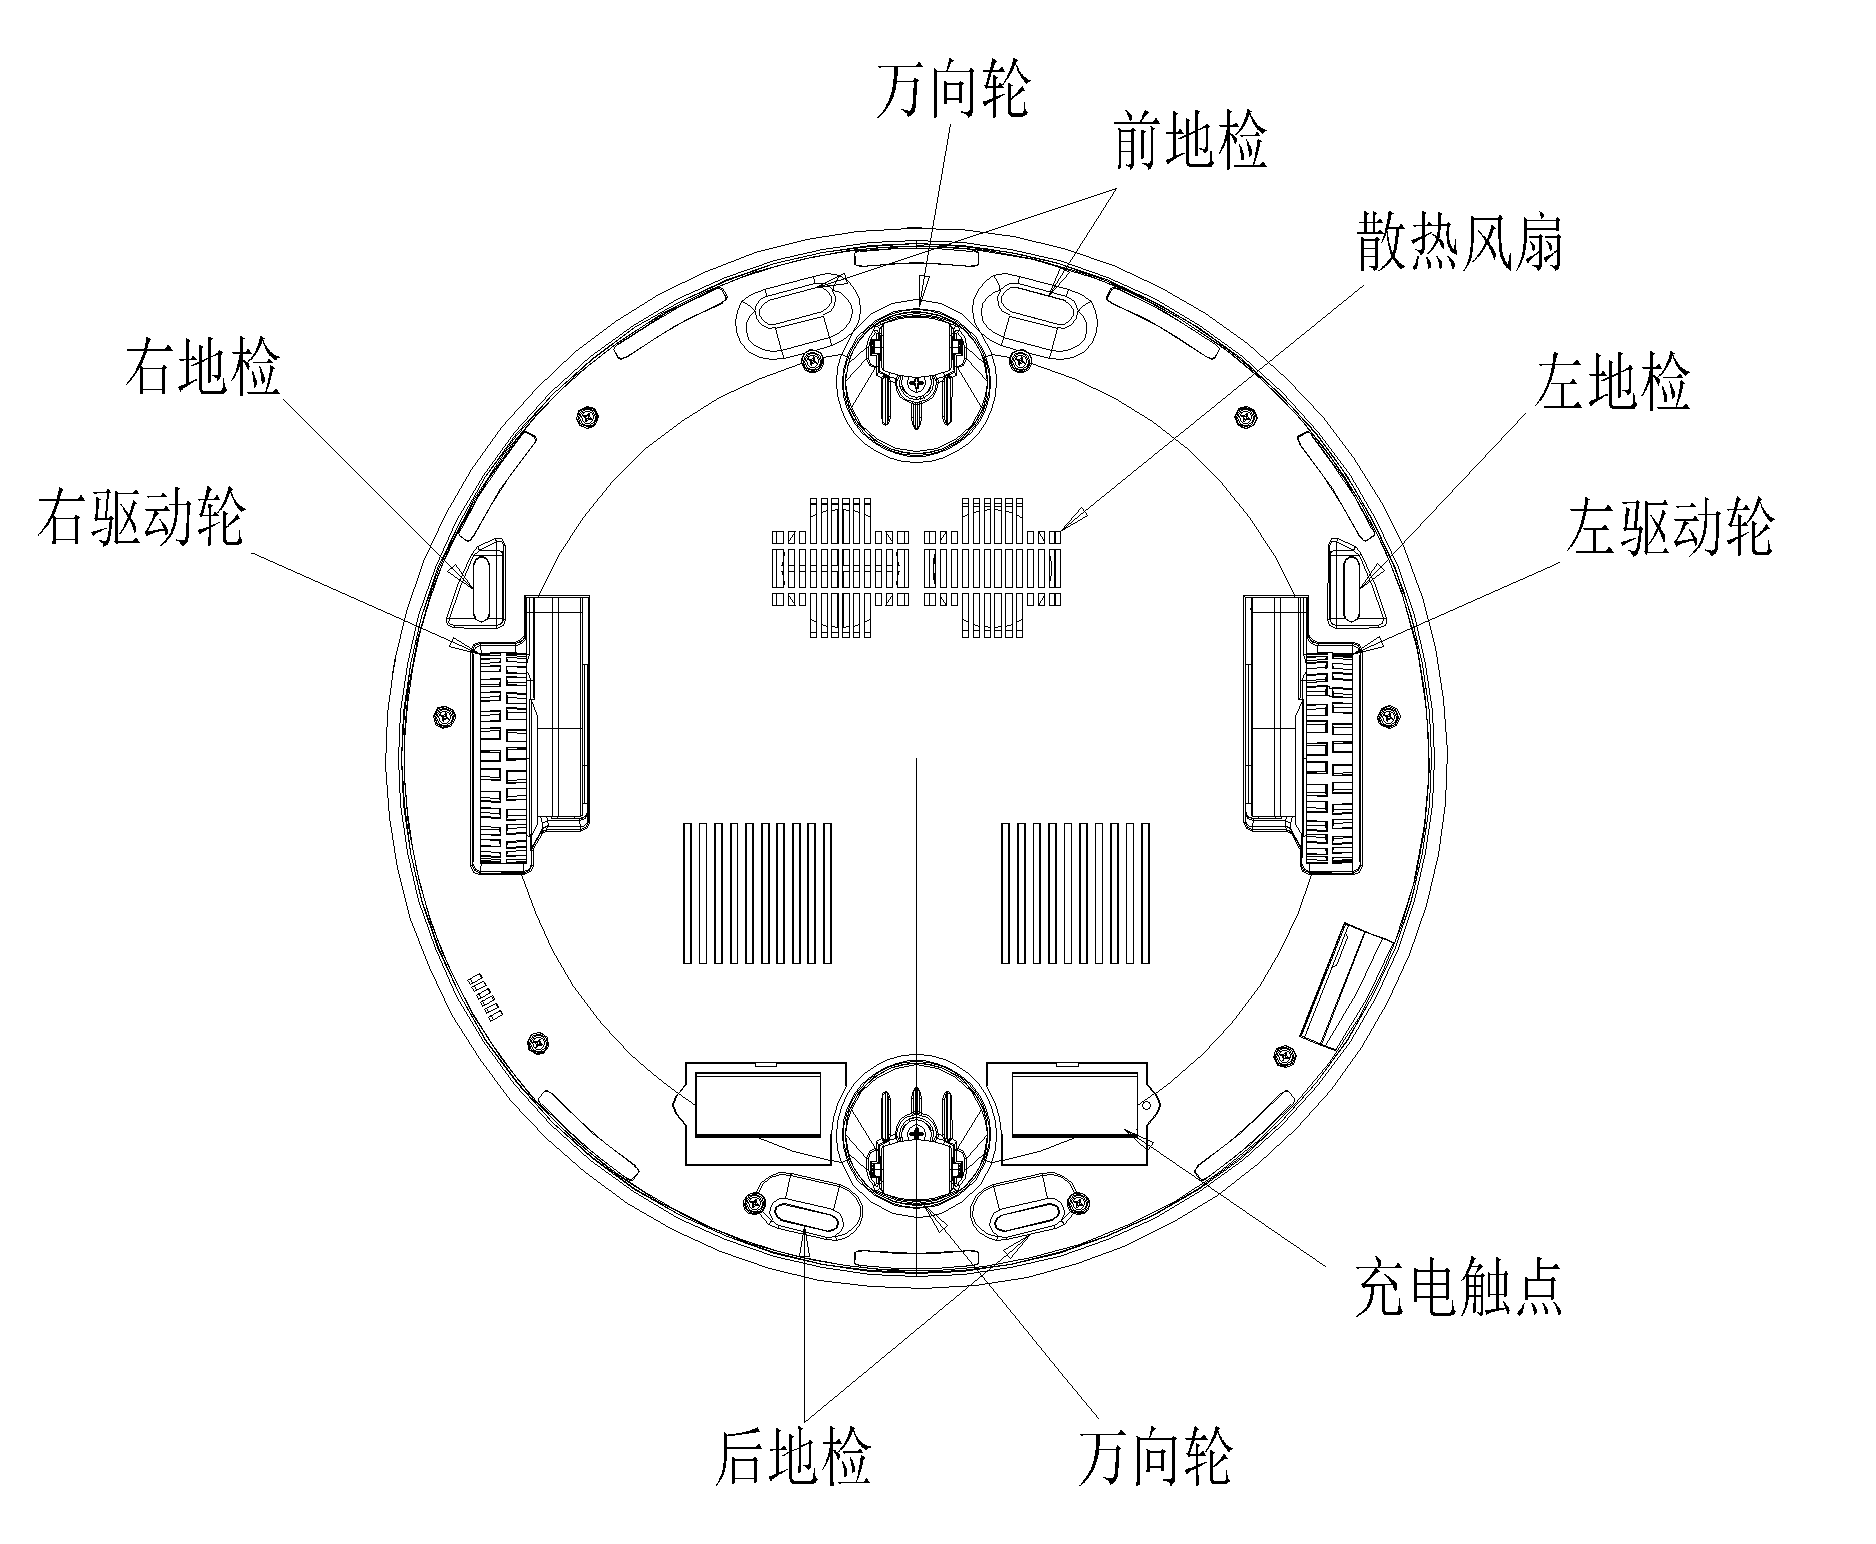 万向轮
前地检
散热风扇
右地检
左地检
右驱动轮
左驱动轮
充电触点
后地检
万向轮